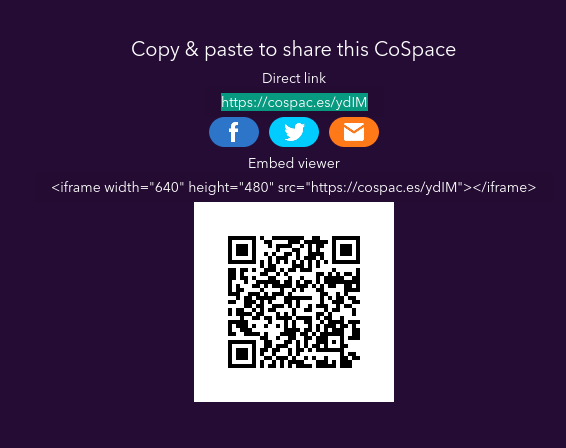 Copy & paste to share this CoSpace
Direct link
https://cospac.es/ydIM
Embed viewer
<iframe width="640" height="480" src="https://cospac.es/ydIM"></iframe>